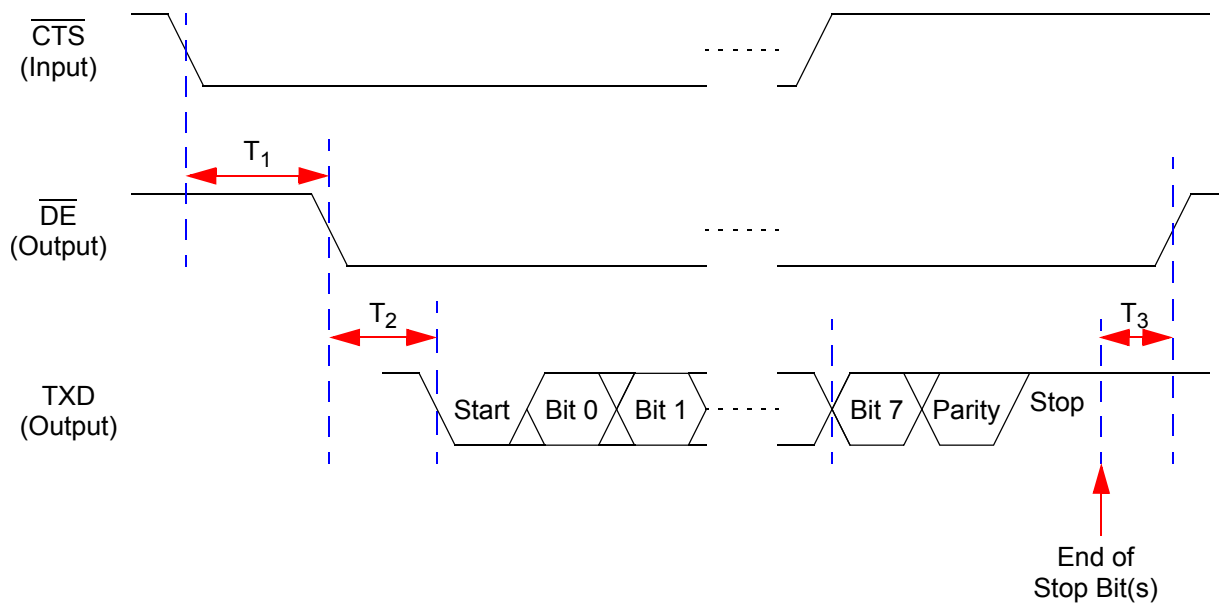 CTS
(Input)
T1
DE
(Output)
T2
T3
TXD
(Output)
Start
Bit 0
Bit 1
Bit 7
Parity
Stop
End of
Stop Bit(s)